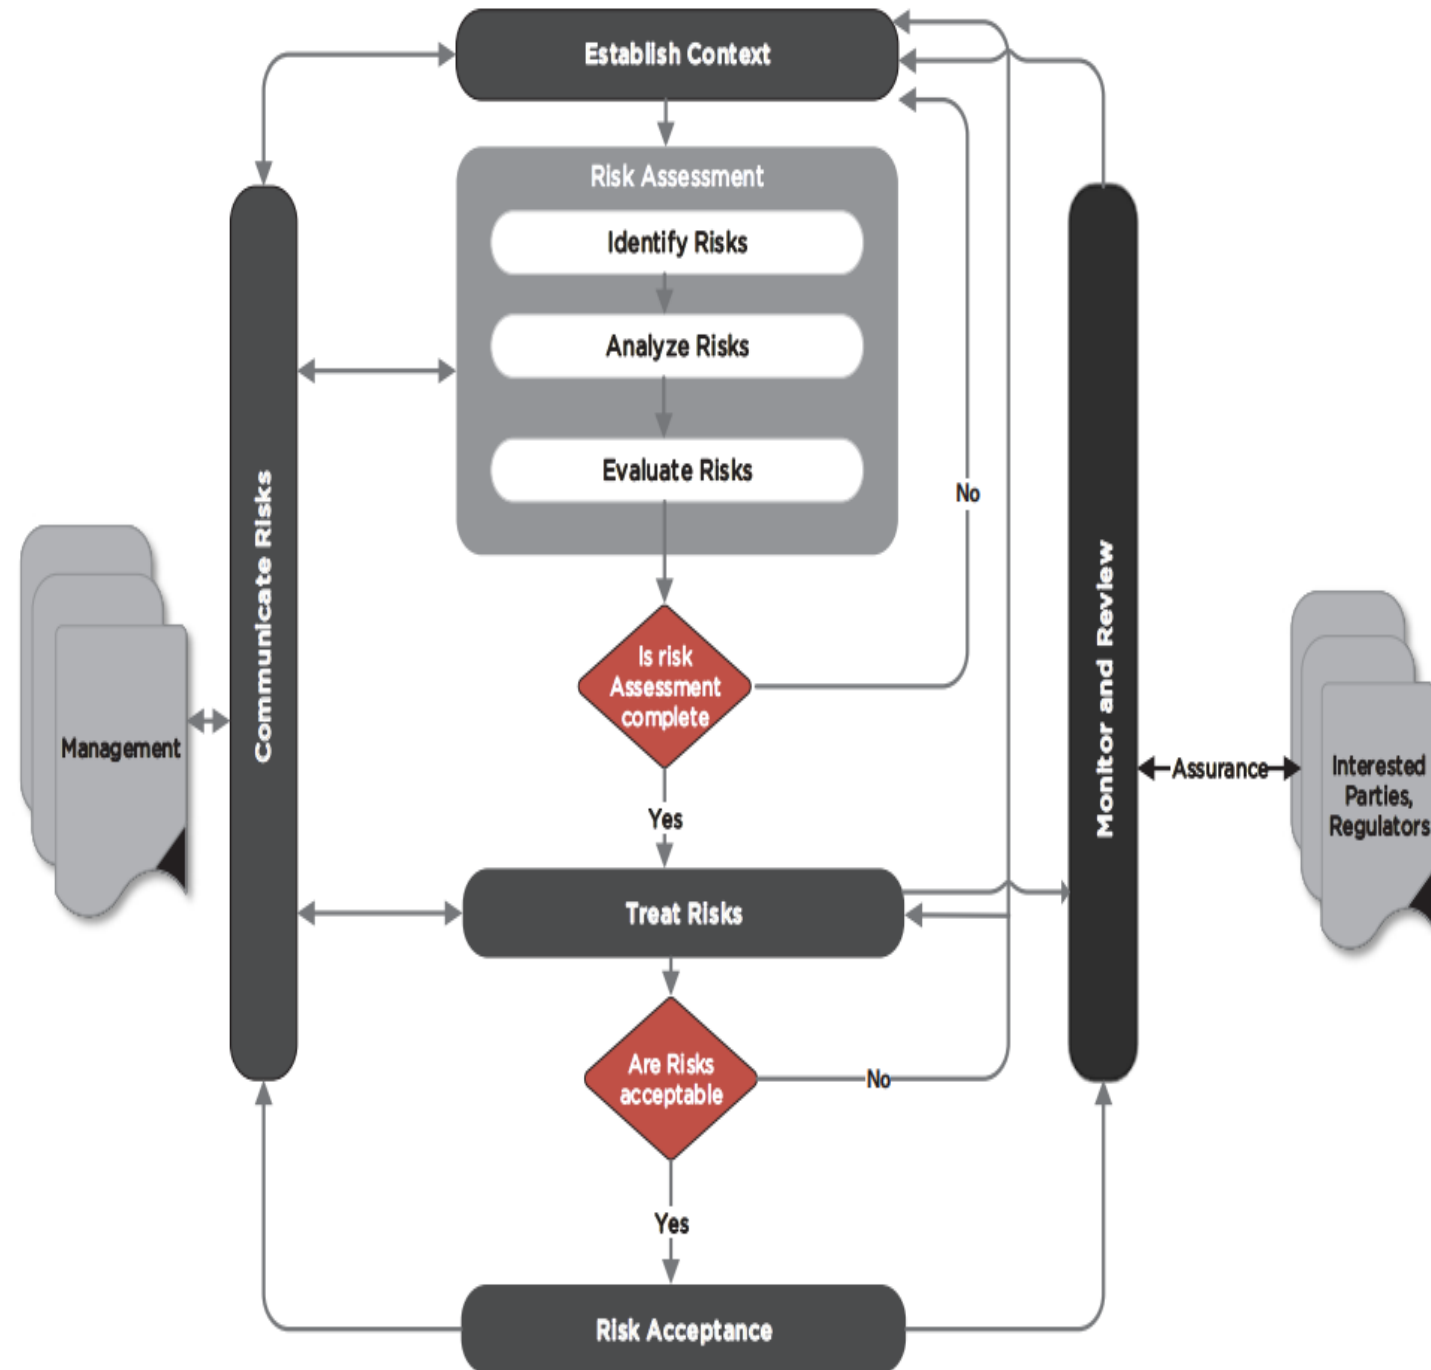 Establish Context
Risk Assessment
Identify Risks
Analyze Risks
Evaluate Risks
No
Communicate Risks
Monitor and Review
Is risk
Assessment
complete
Management
Assurance
Interested
Parties,
Regulators
Yes
Treat Risks
Are Risks
acceptable
No
Yes
Risk Acceptance